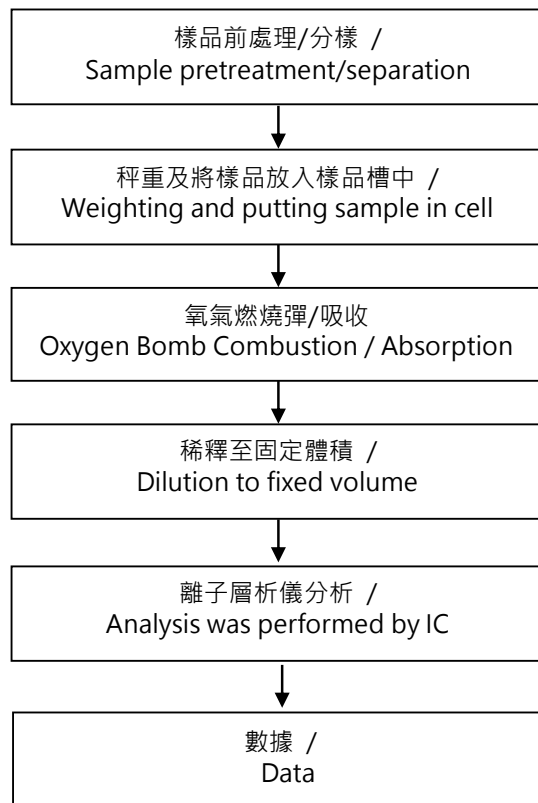 樣品前處理/分樣 /
Sample pretreatment/separation
秤重及將樣品放入樣品槽中 /
Weighting and putting sample in cell
氧氣燃燒彈/吸收
Oxygen Bomb Combustion / Absorption
稀釋至固定體積 /
Dilution to fixed volume
離子層析儀分析 /
Analysis was performed by IC
數據 /
Data